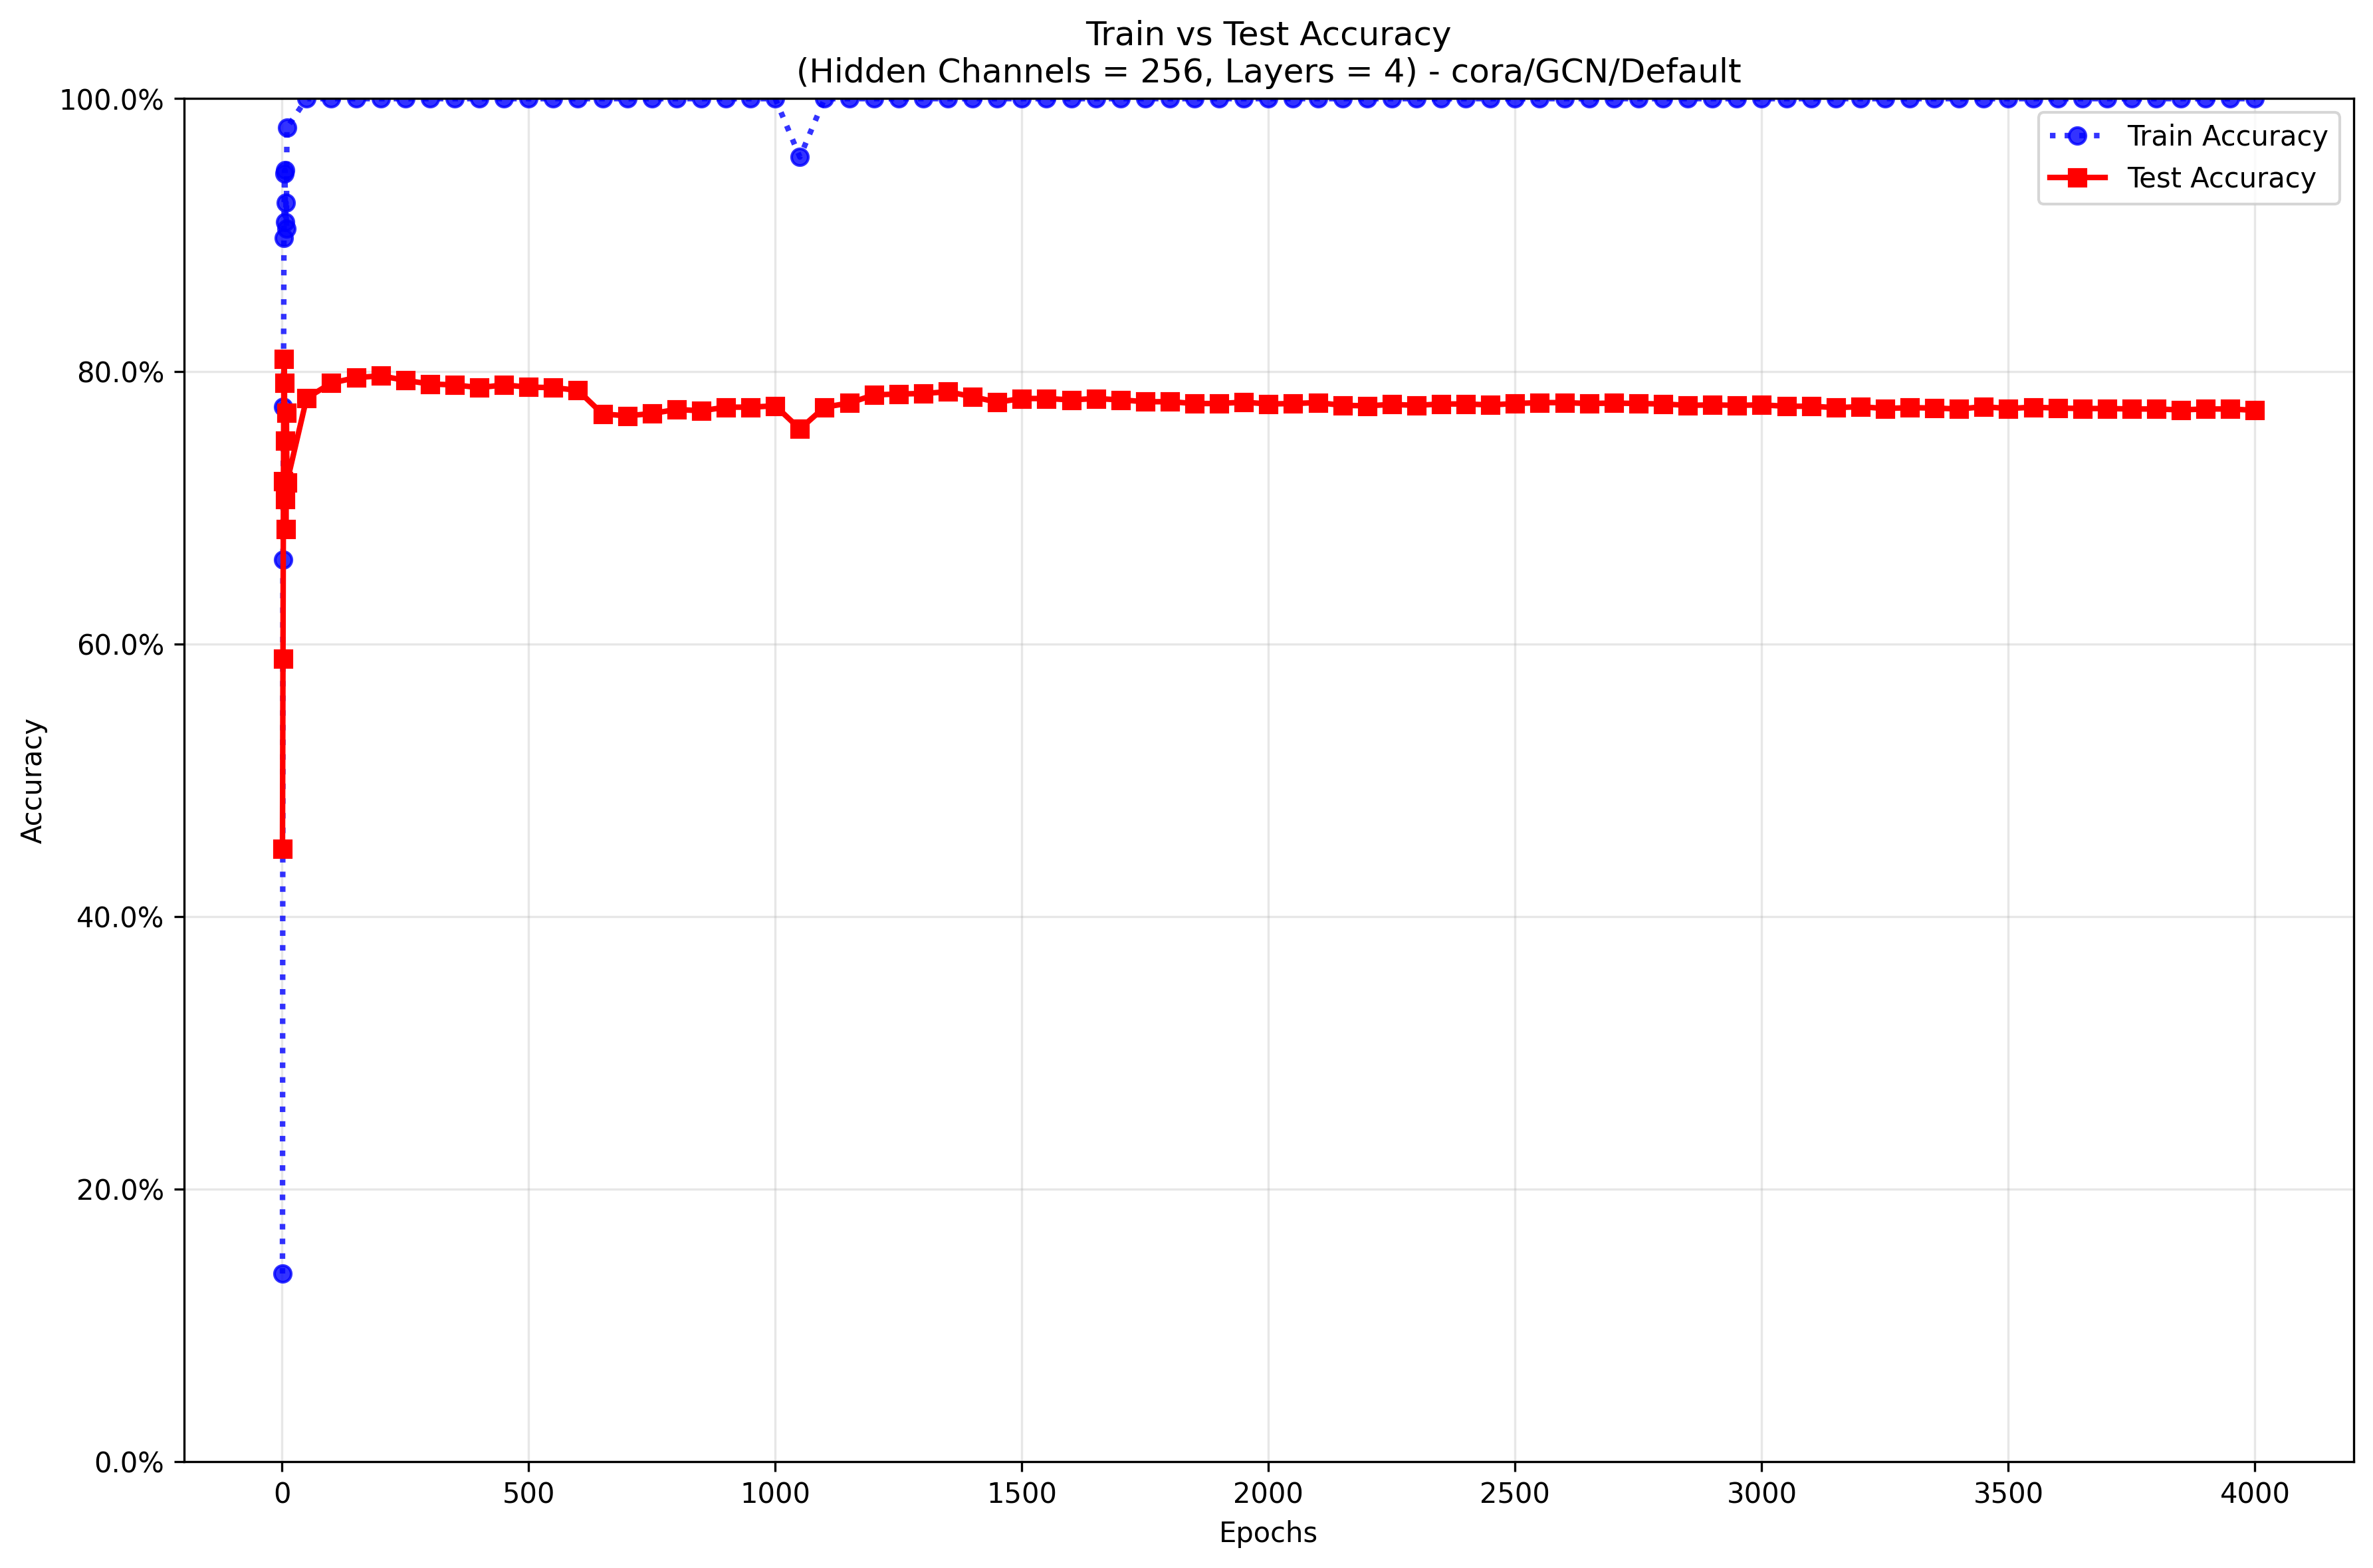 Train vs Test Accuracy
(Hidden Channels = 256, Layers = 4) - cora/GCN/Default
100.0%
80.0%
60.0%
40.0%
20.0%
0.0%
Accuracy
Train Accuracy
Test Accuracy
0 500 1000 1500 2000 2500 3000 3500 4000
Epochs